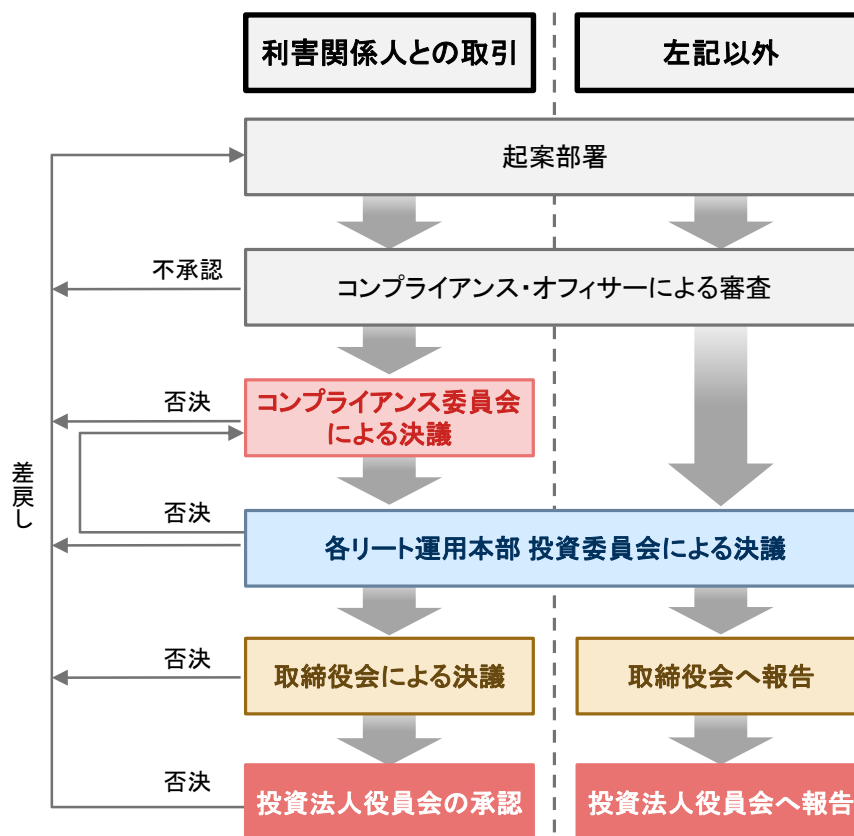 利害関係人との取引
左記以外
起案部署
不承認
コンプライアンス・オフィサーによる審査
否決
コンプライアンス委員会
による決議
差戻し
否決
各リート運用本部 投資委員会による決議
否決
取締役会による決議
取締役会へ報告
否決
投資法人役員会の承認
投資法人役員会へ報告